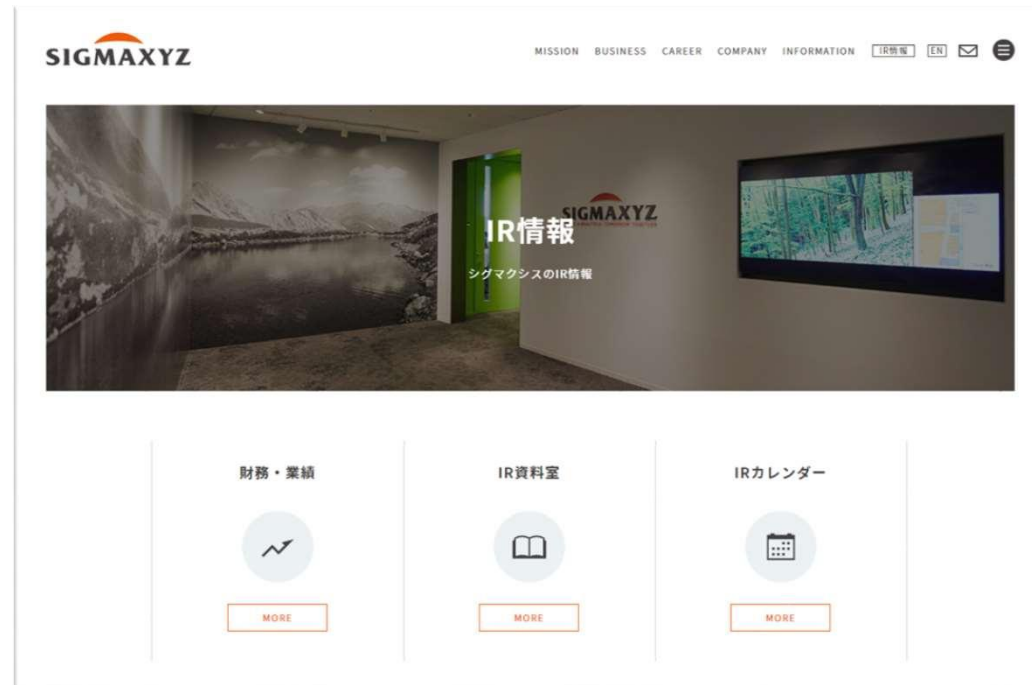 SIGMAXYZ
MISSION BUSINESS CAREER COMPANY INFORMATION IR情報 EN
SIGMAXYZ
IR情報
シグマクシスのIR情報
財務・業績 IR資料室 IRカレンダー
MORE MORE MORE